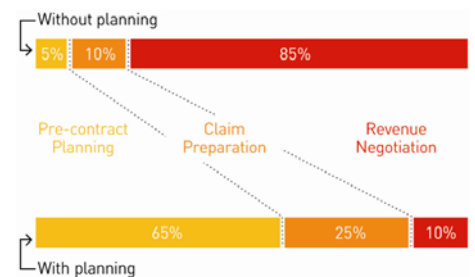 Without planning
5% 10% 85%
Pre-contract Planning
Claim Preparation
Revenue Negotiation
65% 25% 10%
With planning